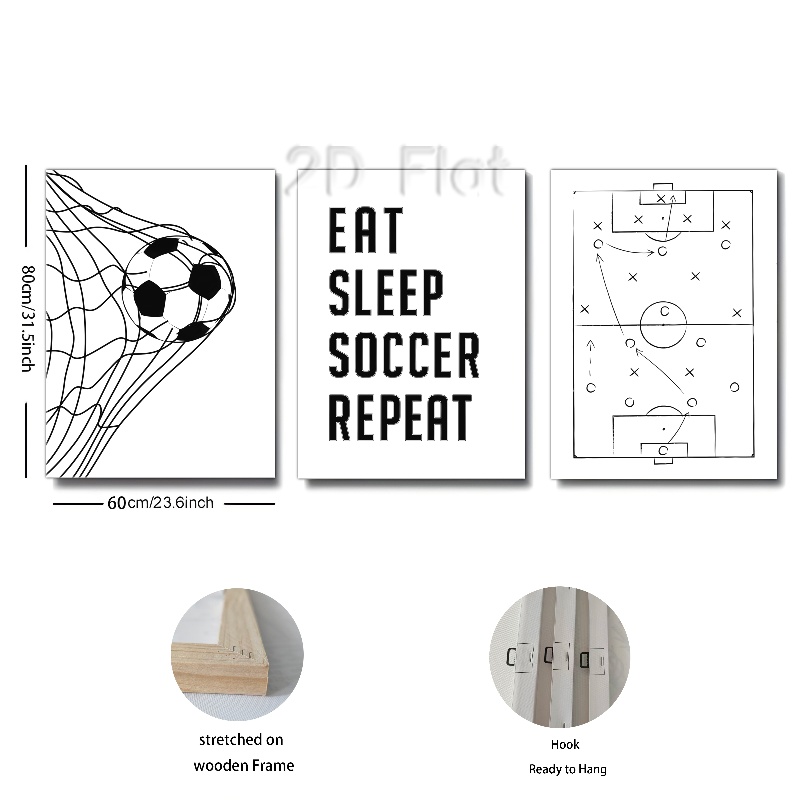 2D Flat
80cm/31.5inch
EAT
SLEEP
SOCCER
REPEAT
60cm/23.6inch
stretched on
wooden Frame
Hook
Ready to Hang